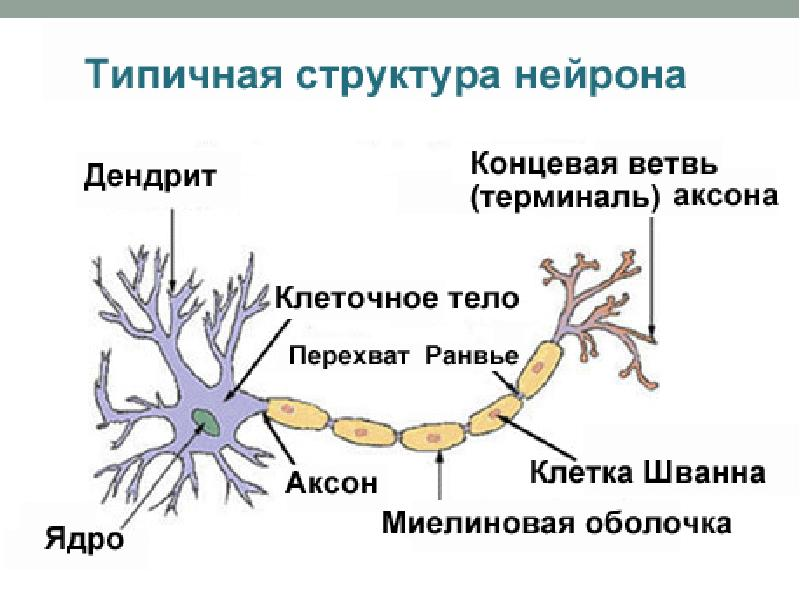 Типичная структура нейрона
Дендрит
Концевая ветвь
(терминаль) аксона
Клеточное тело
Перехват Ранвье
Аксон
Клетка Шванна
Миелиновая оболочка
Ядро